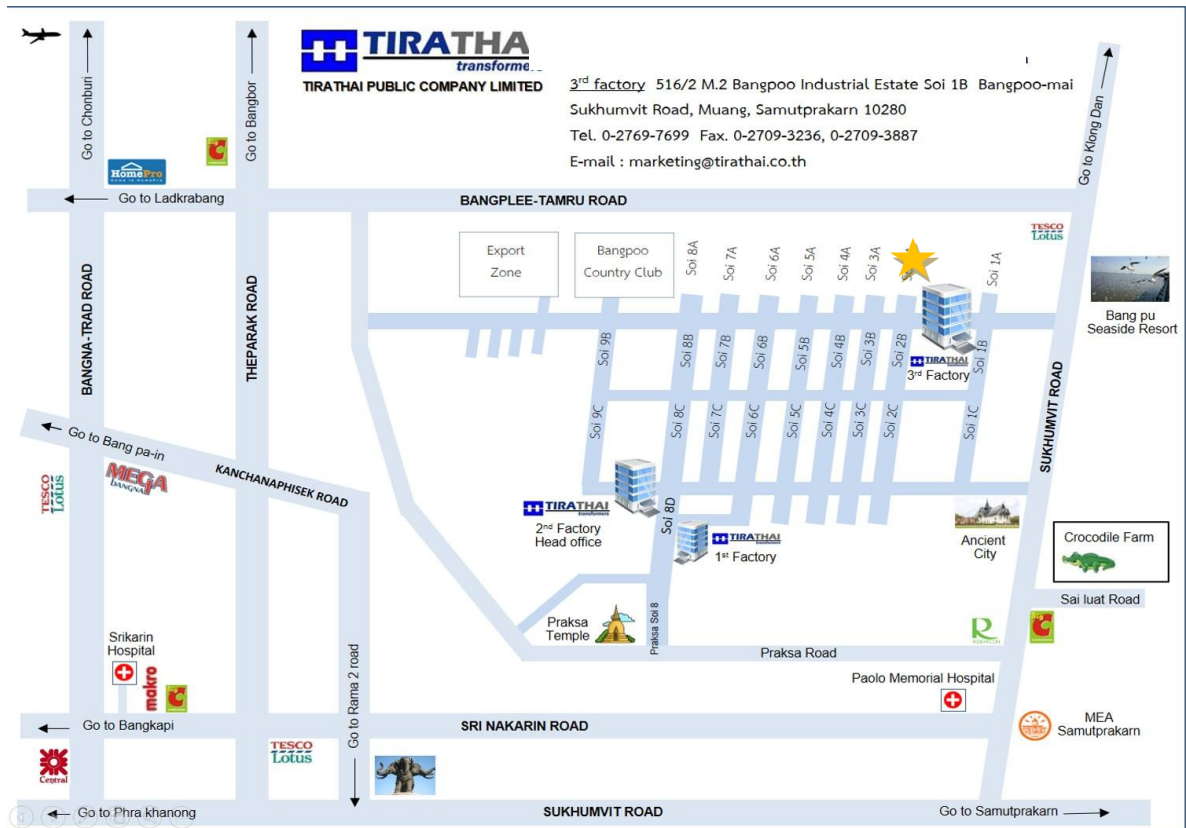 TIRATHA
transforme
TIRATHAI PUBLIC COMPANY LIMITED
3rd factory 516/2 M.2 Bangpoo Industrial Estate Soi 1B Bangpoo-mai
Sukhumvit Road, Muang, Samutprakarn 10280
Tel. 0-2769-7699 Fax. 0-2709-3236, 0-2709-3887
E-mail : marketing@tirathai.co.th
Go to Chonburi
Go to Bangbor
Go to Klong Dan
Big C
HomePro
Go to Ladkrabang
BANGPLEE-TAMRU ROAD
TESCO
Lotus
Export
Zone
Bangpoo
Country Club
Soi 8A
Soi 7A
Soi 6A
Soi 5A
Soi 4A
Soi 3A
Soi 1A
BANGNA-TRAD ROAD
THEPARAK ROAD
Bang pu
Seaside Resort
Soi 9B
Soi 8B
Soi 7B
Soi 6B
Soi 5B
Soi 4B
Soi 3B
Soi 2B
Soi 1B
TIRATHAI
3rd Factory
SUKHUMVIT ROAD
Soi 9C
Soi 8C
Soi 7C
Soi 6C
Soi 5C
Soi 4C
Soi 3C
Soi 2C
Soi 1C
Go to Bang pa-in
KANCHANAPHISEK ROAD
TESCO
Lotus
MEGA
BANGNA
TIRATHAI
transformers
2nd Factory
Head office
Soi 8D
TIRATHAI
1st Factory
Ancient
City
Crocodile Farm
Sai luat Road
Big C
Praksa
Temple
Praksa Soi 8
Praksa Road
Srikarin
Hospital
makro
Big C
Go to Rama 2 road
Paolo Memorial Hospital
Go to Bangkapi
SRI NAKARIN ROAD
MEA
Samutprakarn
Central
TESCO
Lotus
Go to Phra khanong
SUKHUMVIT ROAD
Go to Samutprakarn